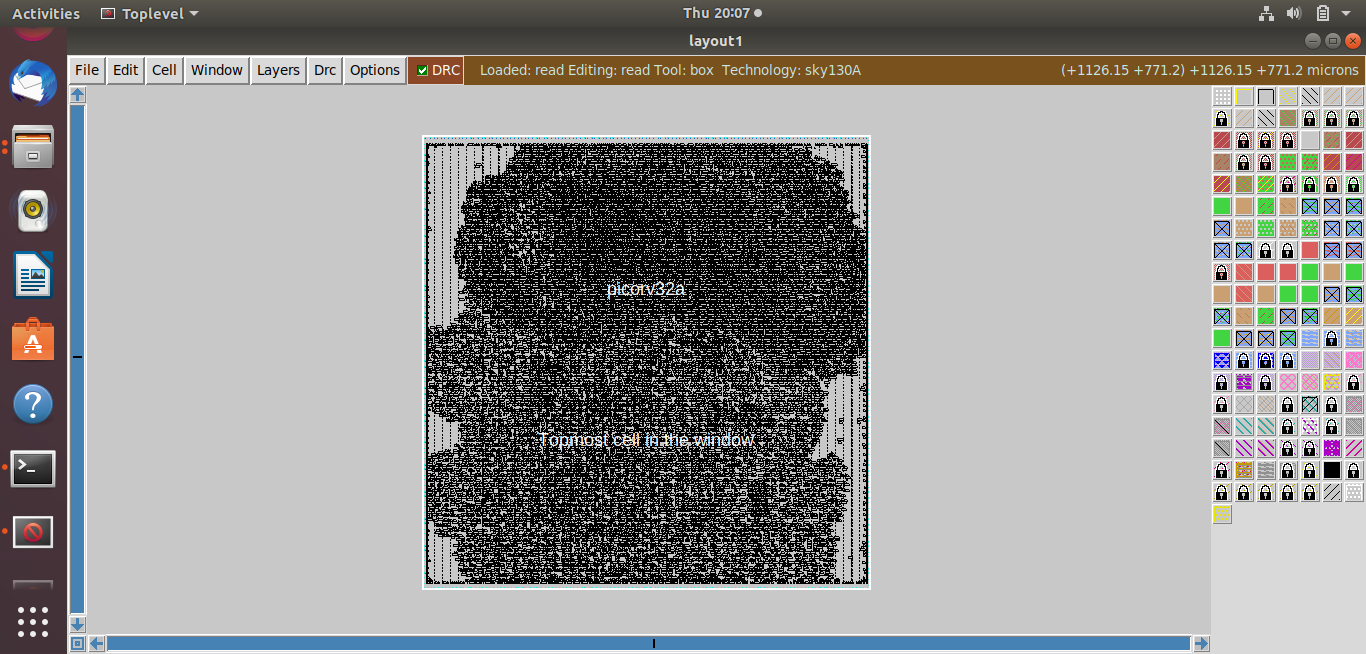 Activities Toplevel Thu 20:07
layout1
File Edit Cell Window Layers Drc Options DRC Loaded: read Editing: read Tool: box Technology: sky130A (+1126.15 +771.2) +1126.15 +771.2 microns
picorv32a
Topmost cell in the window